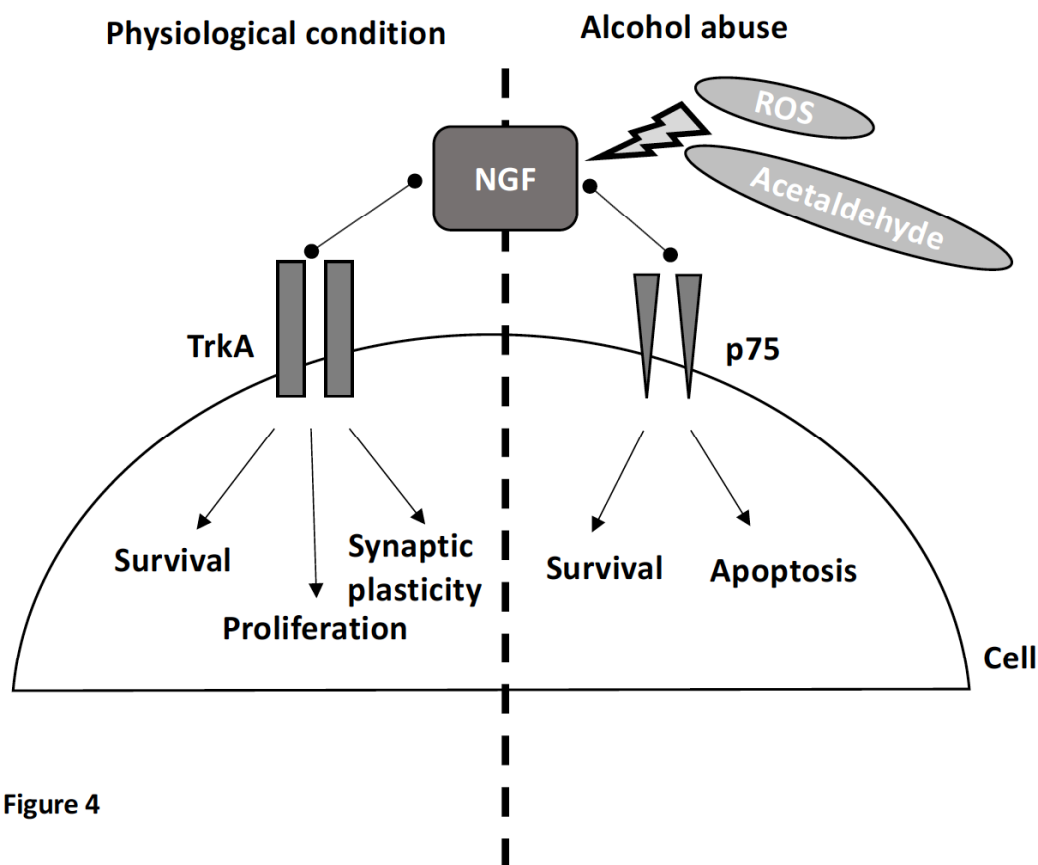 Physiological condition
Alcohol abuse
ROS
NGF
Acetaldehyde
TrkA
p75
Survival
Synaptic
plasticity
Proliferation
Survival
Apoptosis
Cell
Figure 4